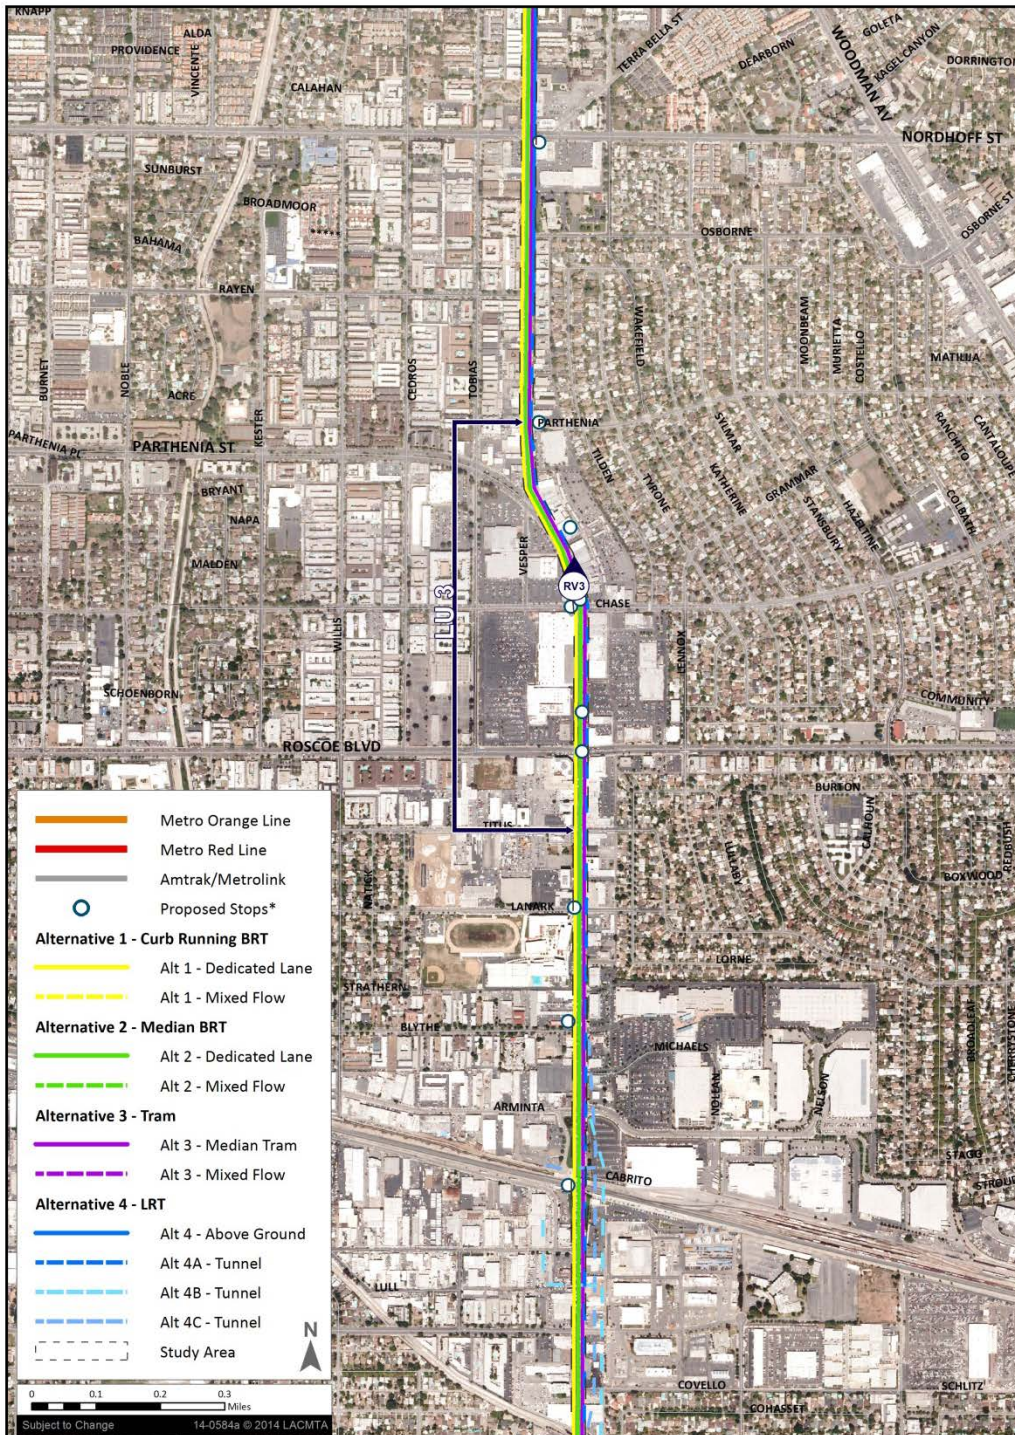 KNAPP
ALDA
PROVIDENCE
VINCENTE
CALAHAN
TERRA BELLA ST
DEARBORN
GOLETA
WOODMAN AV
KAGEL CANYON
DORRINGTON
NORDHOFF ST
SUNBURST
BROADMOOR
BAHAMA
OSBORNE
OSBORNE ST
RAYEN
WAKEFIELD
MOONBEAM
MURIETTA
COSTELLO
MATILIJA
BURNET
NOBLE
ACRE
KESTER
CEDROS
TOBIAS
PARTHENIA
PARTHENIA PL
PARTHENIA ST
SYLMAR
RANCHITO
CANTALOUPE
TILDEN
TYRONE
KATHERINE
GRAMMAR
STANSBURY
HAZELTINE
COLBATH
BRYANT
NAPA
VESPER
MALDEN
RV3
LU 3
CHASE
WILLIS
LENNOX
SCHOENBORN
COMMUNITY
ROSCOE BLVD
BURTON
TITUS
CALHOUN
REDBUSH
LULLABY
BOXWOOD
NATICK
LANARK
LORNE
STRATHERN
BLYTHE
BROADLEAF
CHERRYSTONE
MICHAELS
NOLLAN
NELSON
ARMINTA
STAGG
CABRITO
STROUD
LULL
COVELLO
SCHLITZ
COHASSET
Metro Orange Line
Metro Red Line
Amtrak/Metrolink
Proposed Stops*
Alternative 1 - Curb Running BRT
Alt 1 - Dedicated Lane
Alt 1 - Mixed Flow
Alternative 2 - Median BRT
Alt 2 - Dedicated Lane
Alt 2 - Mixed Flow
Alternative 3 - Tram
Alt 3 - Median Tram
Alt 3 - Mixed Flow
Alternative 4 - LRT
Alt 4 - Above Ground
Alt 4A - Tunnel
Alt 4B - Tunnel
Alt 4C - Tunnel
Study Area
N
0 0.1 0.2 0.3
Miles
Subject to Change 14-0584a © 2014 LACMTA